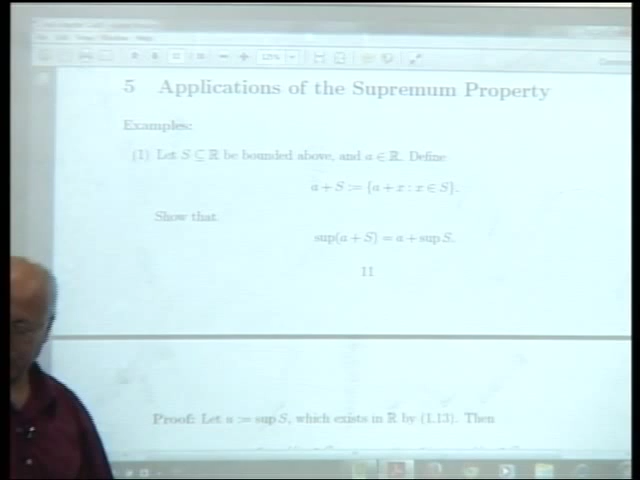 125%
5 Applications of the Supremum Property
Examples:
(1) Let S ⊆ ℝ be bounded above, and a ∈ ℝ. Define
a + S := {a + x : x ∈ S}.
Show that
sup(a + S) = a + sup S.
11
Proof: Let u := sup S, which exists in ℝ by (1.13). Then